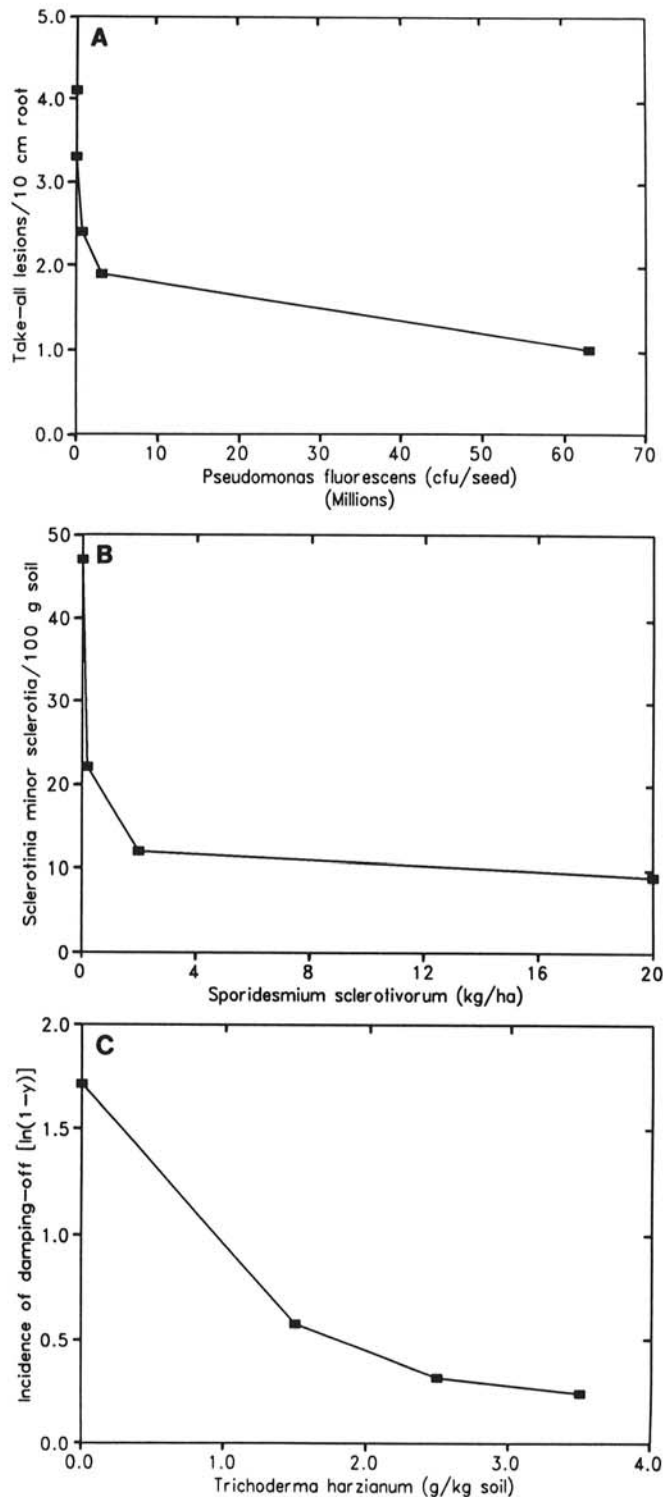 A
Take-all lesions/10 cm root
5.0
4.0
3.0
2.0
1.0
0.0
0 10 20 30 40 50 60 70
Pseudomonas fluorescens (cfu/seed)
(Millions)
B
Sclerotinia minor sclerotia/100 g soil
50
40
30
20
10
0
0 4 8 12 16 20
Sporidesmium sclerotivorum (kg/ha)
C
Incidence of damping-off [ln(1-y)]
2.0
1.5
1.0
0.5
0.0
0.0 1.0 2.0 3.0 4.0
Trichoderma harzianum (g/kg soil)